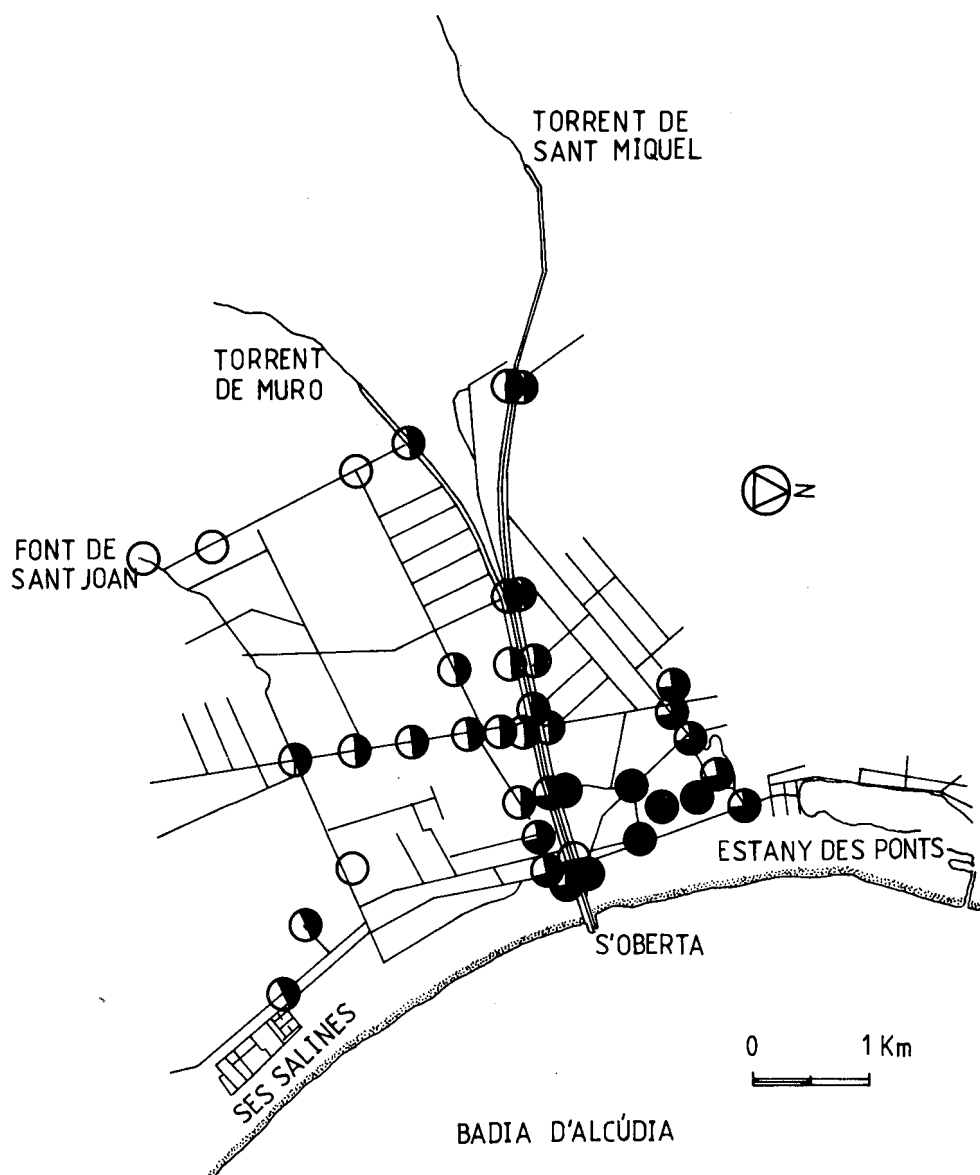 TORRENT DE
SANT MIQUEL
TORRENT
DE MURO
N
FONT DE
SANT JOAN
ESTANY DES PONTS
S'OBERTA
SES SALINES
0 1 Km
BADIA D'ALCÚDIA